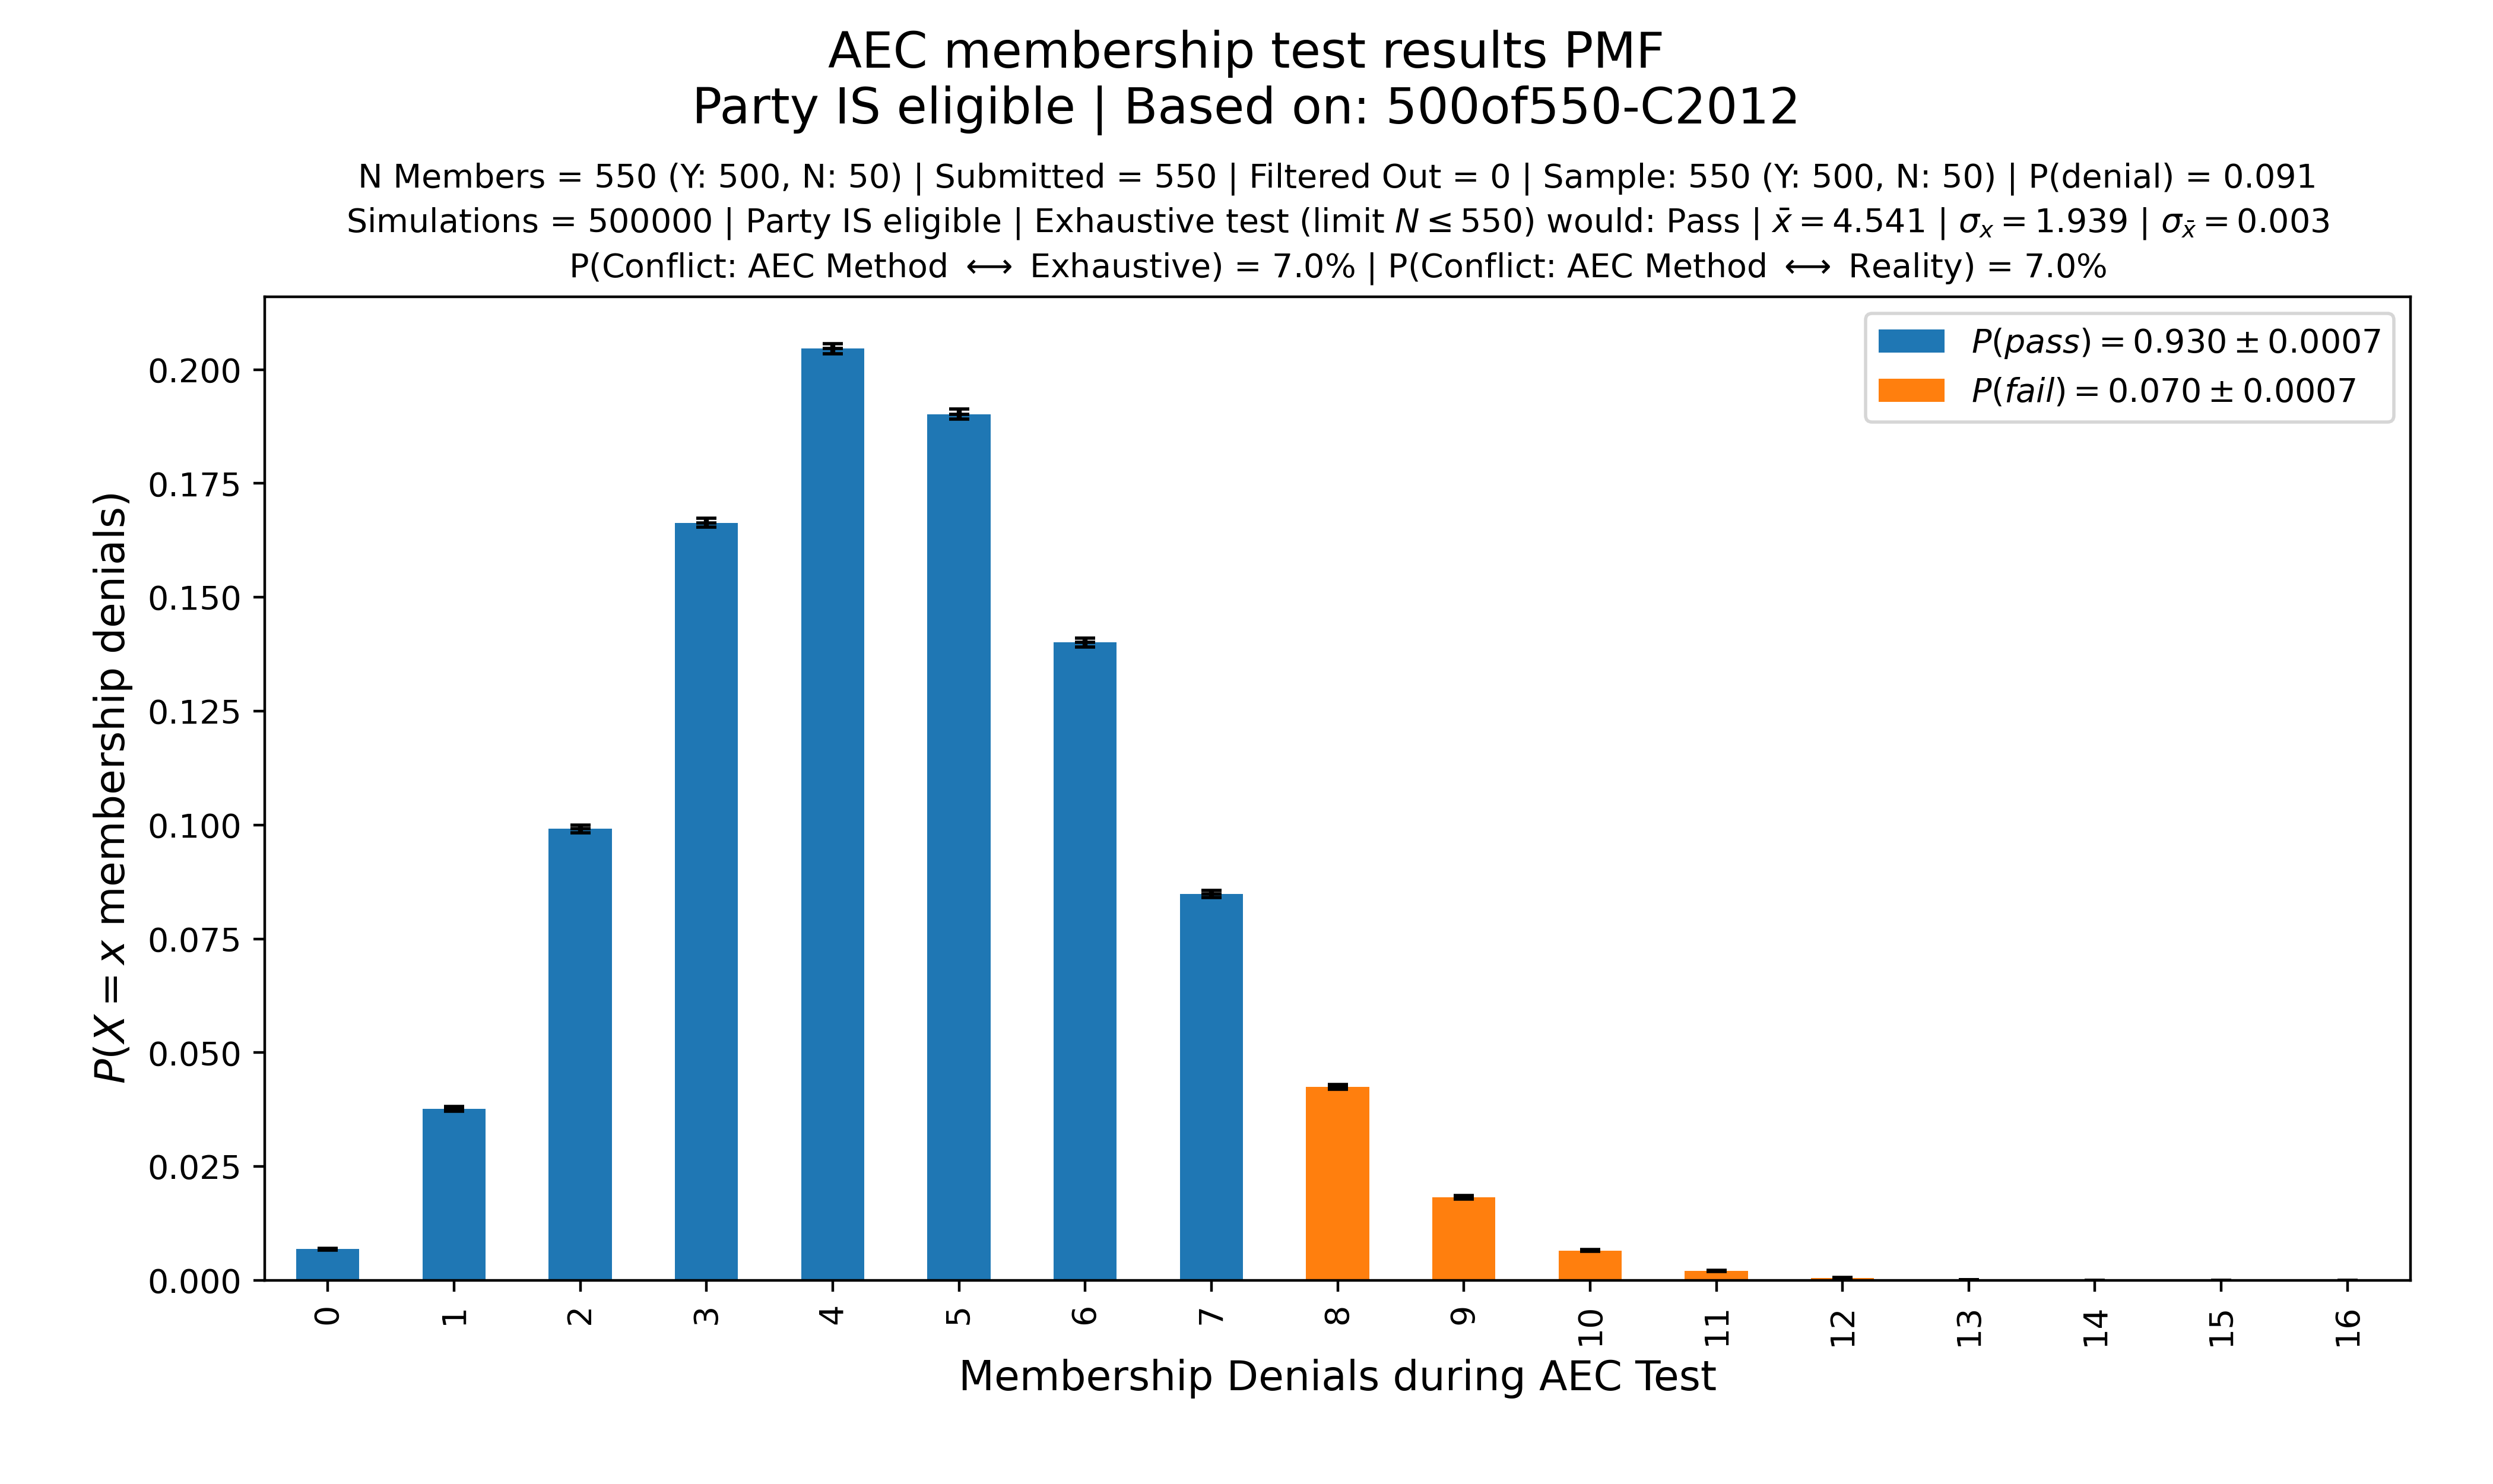 AEC membership test results PMF
Party IS eligible | Based on: 500of550-C2012
N Members = 550 (Y: 500, N: 50) | Submitted = 550 | Filtered Out = 0 | Sample: 550 (Y: 500, N: 50) | P(denial) = 0.091
Simulations = 500000 | Party IS eligible | Exhaustive test (limit N ≤ 550) would: Pass | x̄ = 4.541 | σₓ = 1.939 | σ_x̄ = 0.003
P(Conflict: AEC Method ⟷ Exhaustive) = 7.0% | P(Conflict: AEC Method ⟷ Reality) = 7.0%
P(pass) = 0.930 ± 0.0007
P(fail) = 0.070 ± 0.0007
P(X = x membership denials)
0.200
0.175
0.150
0.125
0.100
0.075
0.050
0.025
0.000
0 1 2 3 4 5 6 7 8 9 10 11 12 13 14 15 16
Membership Denials during AEC Test